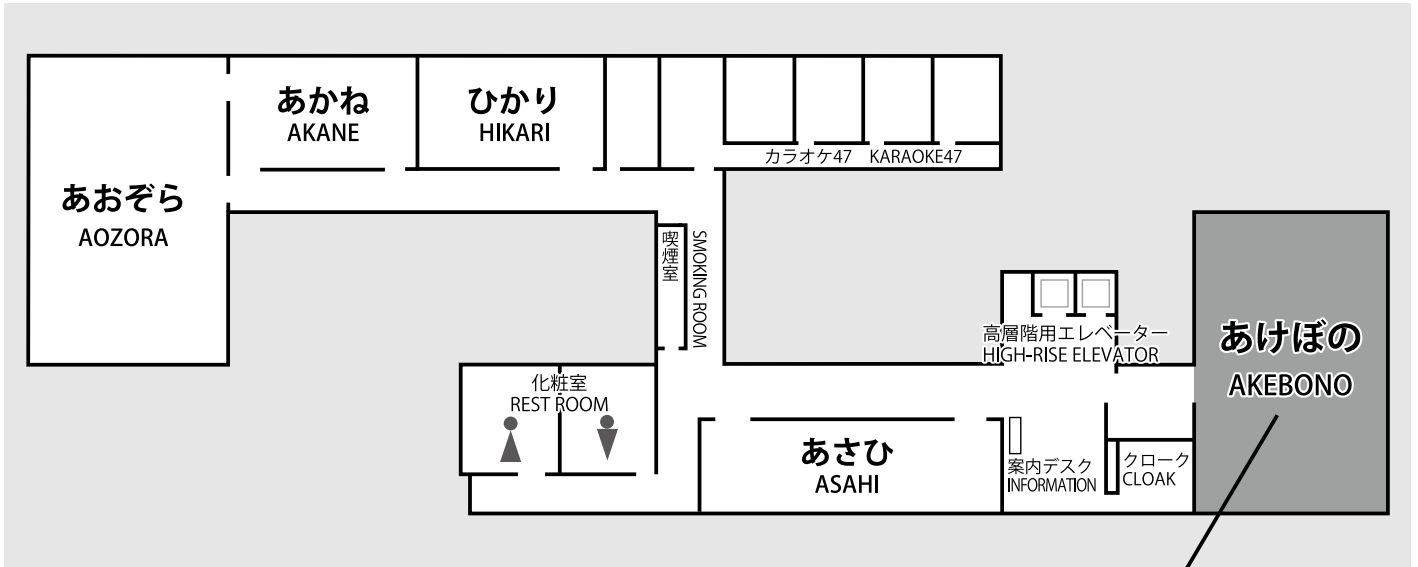 あかね
AKANE
ひかり
HIKARI
カラオケ47 KARAOKE47
あおぞら
AOZORA
喫煙室
SMOKING ROOM
高層階用エレベーター
HIGH-RISE ELEVATOR
あけぼの
AKEBONO
化粧室
REST ROOM
あさひ
ASAHI
案内デスク
INFORMATION
クローク
CLOAK